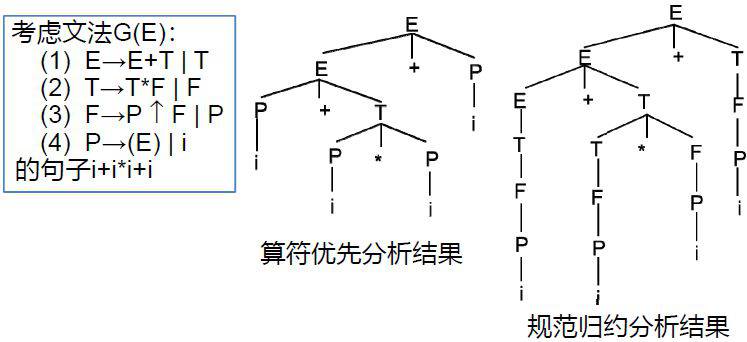 考虑文法G(E):
(1) E→E+T | T
(2) T→T*F | F
(3) F→P↑F | P
(4) P→(E) | i
的句子i+i*i+i
E
E + P
P + T i
i P * P
i i
算符优先分析结果
E
E + T
E + T F
T T * F P
F F P i
P P i
i i
规范归约分析结果